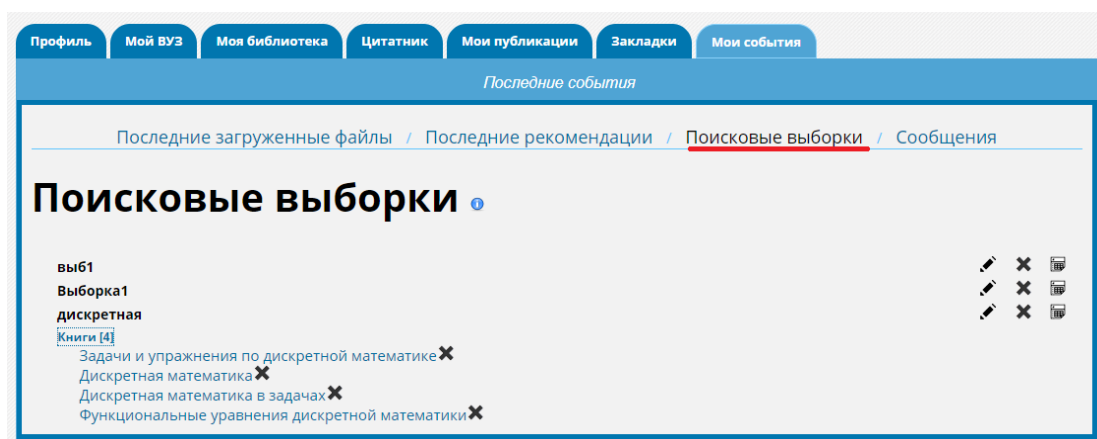 Профиль Мой ВУЗ Моя библиотека Цитатник Мои публикации Закладки Мои события
Последние события
Последние загруженные файлы / Последние рекомендации / Поисковые выборки / Сообщения
Поисковые выборки
выб1
Выборка1
дискретная
Книги [4]
Задачи и упражнения по дискретной математике
Дискретная математика
Дискретная математика в задачах
Функциональные уравнения дискретной математики